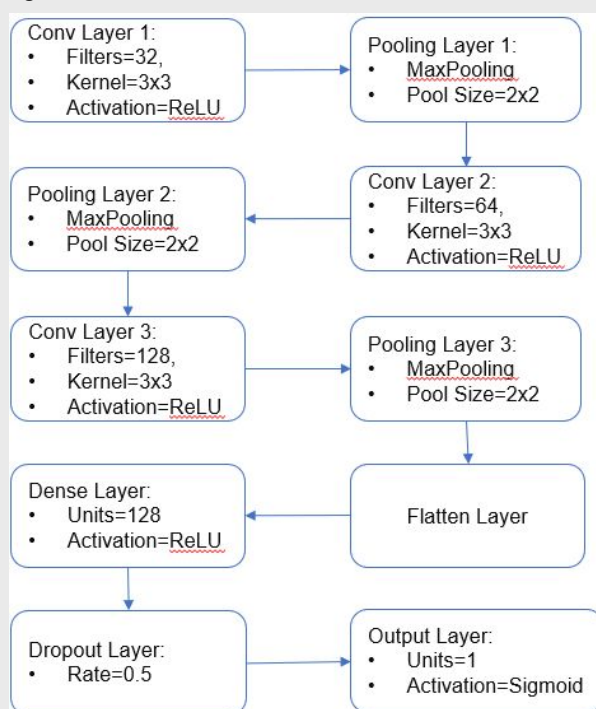 Conv Layer 1:
• Filters=32,
• Kernel=3x3
• Activation=ReLU
Pooling Layer 1:
• MaxPooling
• Pool Size=2x2
Conv Layer 2:
• Filters=64,
• Kernel=3x3
• Activation=ReLU
Pooling Layer 2:
• MaxPooling
• Pool Size=2x2
Conv Layer 3:
• Filters=128,
• Kernel=3x3
• Activation=ReLU
Pooling Layer 3:
• MaxPooling
• Pool Size=2x2
Flatten Layer
Dense Layer:
• Units=128
• Activation=ReLU
Dropout Layer:
• Rate=0.5
Output Layer:
• Units=1
• Activation=Sigmoid